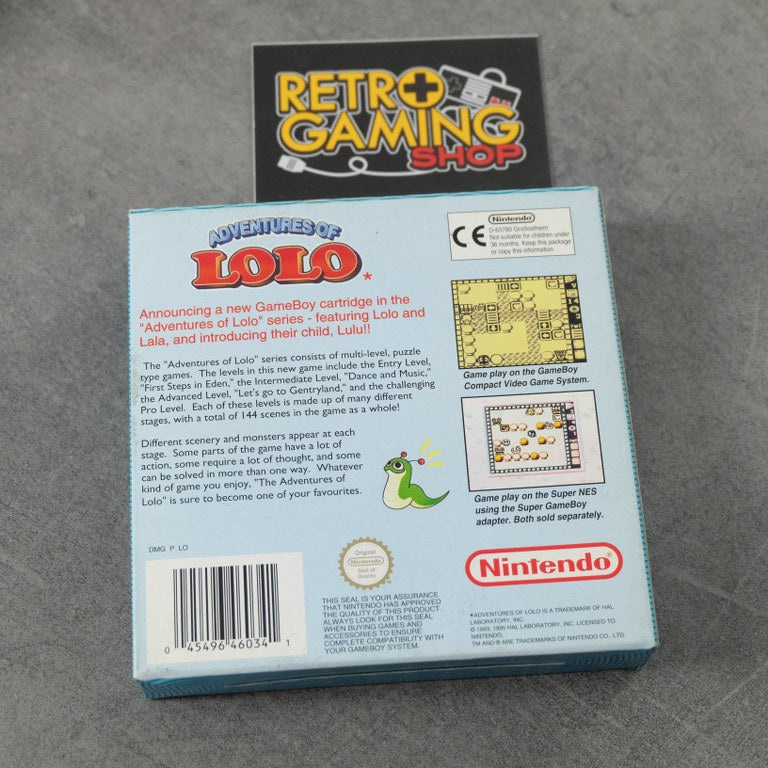 RETRO
GAMING
SHOP
ADVENTURES OF
LOLO*
Announcing a new GameBoy cartridge in the
"Adventures of Lolo" series - featuring Lolo and
Lala, and introducing their child, Lulu!!
The "Adventures of Lolo" series consists of multi-level, puzzle
type games. The levels in this new game include the Entry Level,
"First Steps in Eden," the Intermediate Level, "Dance and Music,"
the Advanced Level, "Let's go to Gentryland," and the challenging
Pro Level. Each of these levels is made up of many different
stages, with a total of 144 scenes in the game as a whole!
Different scenery and monsters appear at each
stage. Some parts of the game have a lot of
action, some require a lot of thought, and some
can be solved in more than one way. Whatever
kind of game you enjoy, "The Adventures of
Lolo" is sure to become one of your favourites.
DMG P LO
0 45496 46034 1
Original
Nintendo
Seal of
Quality
THIS SEAL IS YOUR ASSURANCE
THAT NINTENDO HAS APPROVED
THE QUALITY OF THIS PRODUCT.
ALWAYS LOOK FOR THIS SEAL
WHEN BUYING GAMES AND
ACCESSORIES TO ENSURE
COMPLETE COMPATIBILITY WITH
YOUR GAMEBOY SYSTEM.
CE
Nintendo
D-63760 Großostheim
Not suitable for children under
36 months. Keep this package
or copy this information.
Game play on the GameBoy
Compact Video Game System.
Game play on the Super NES
using the Super GameBoy
adapter. Both sold separately.
Nintendo®
*ADVENTURES OF LOLO IS A TRADEMARK OF HAL
LABORATORY, INC.
© 1993, 1995 HAL LABORATORY, INC. LICENSED TO
NINTENDO.
TM AND ® ARE TRADEMARKS OF NINTENDO CO., LTD.